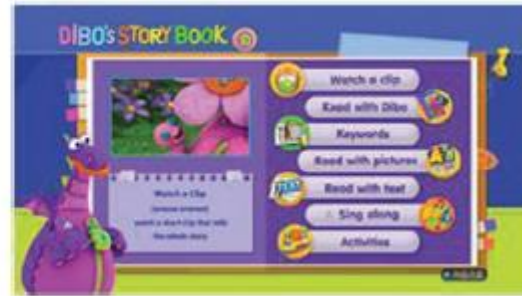 DiBO's STORY BOOK
Watch a clip
Read with Dibo
Keywords
Read with pictures
Read with text
Sing along
Activities
Watch a Clip
watch a short clip that tells
the whole story